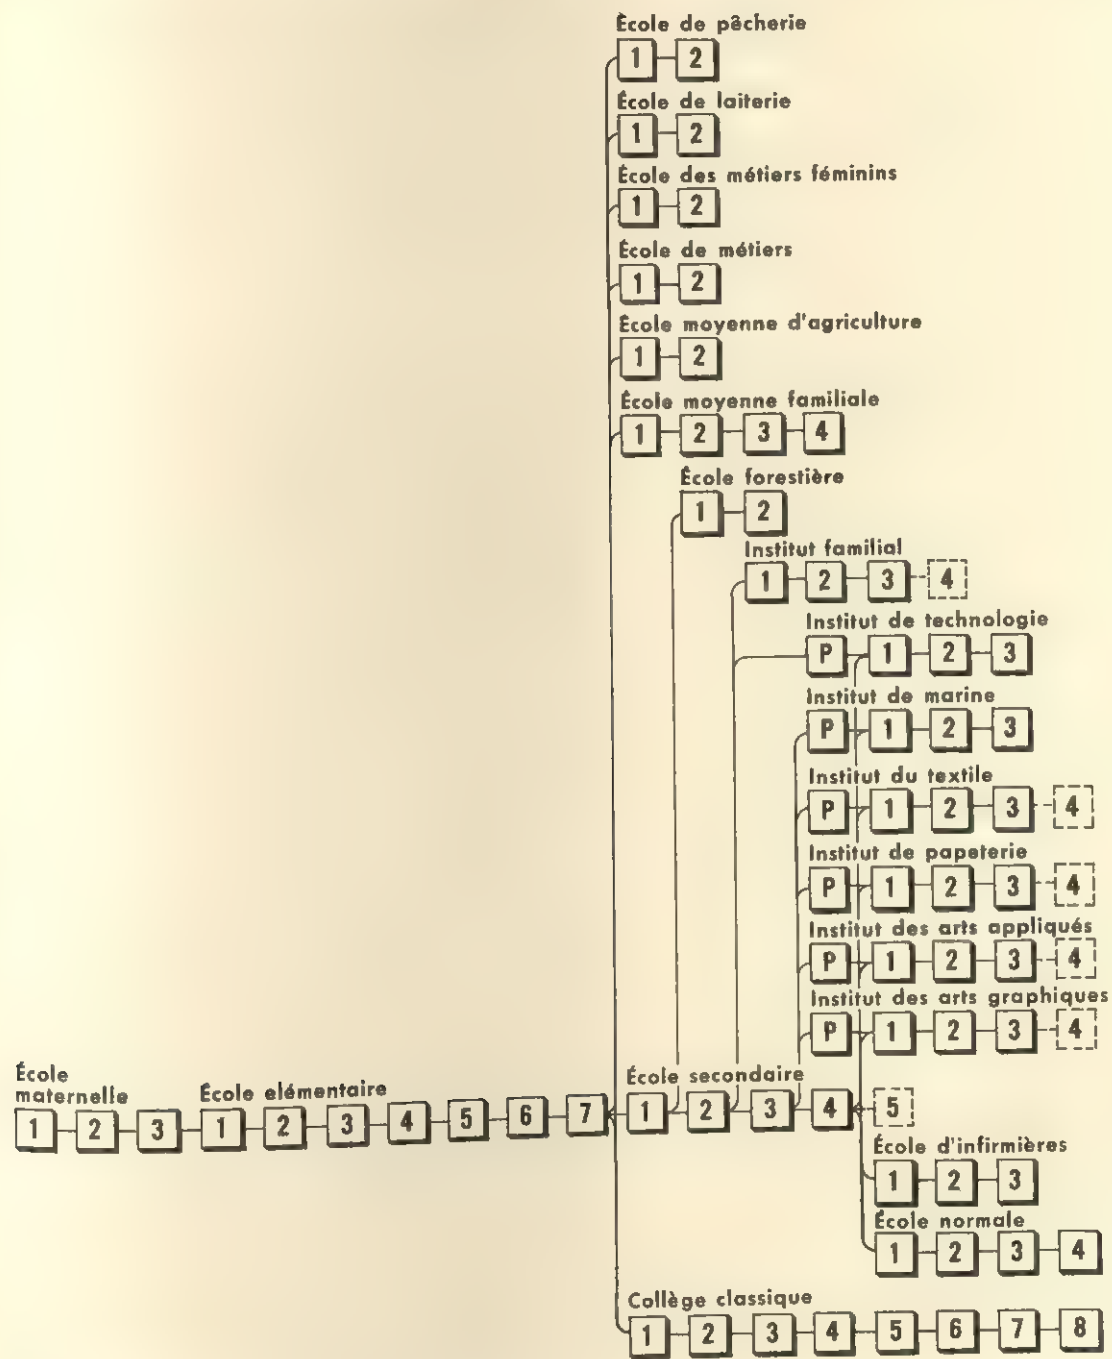 École de pêcherie
1 2
École de laiterie
1 2
École des métiers féminins
1 2
École de métiers
1 2
École moyenne d'agriculture
1 2
École moyenne familiale
1 2 3 4
École forestière
1 2
Institut familial
1 2 3 4
Institut de technologie
P 1 2 3
Institut de marine
P 1 2 3
Institut du textile
P 1 2 3 4
Institut de papeterie
P 1 2 3 4
Institut des arts appliqués
P 1 2 3 4
Institut des arts graphiques
P 1 2 3 4
École
maternelle
École elémentaire
École secondaire
1 2 3 1 2 3 4 5 6 7 1 2 3 4 5
École d'infirmières
1 2 3
École normale
1 2 3 4
Collège classique
1 2 3 4 5 6 7 8